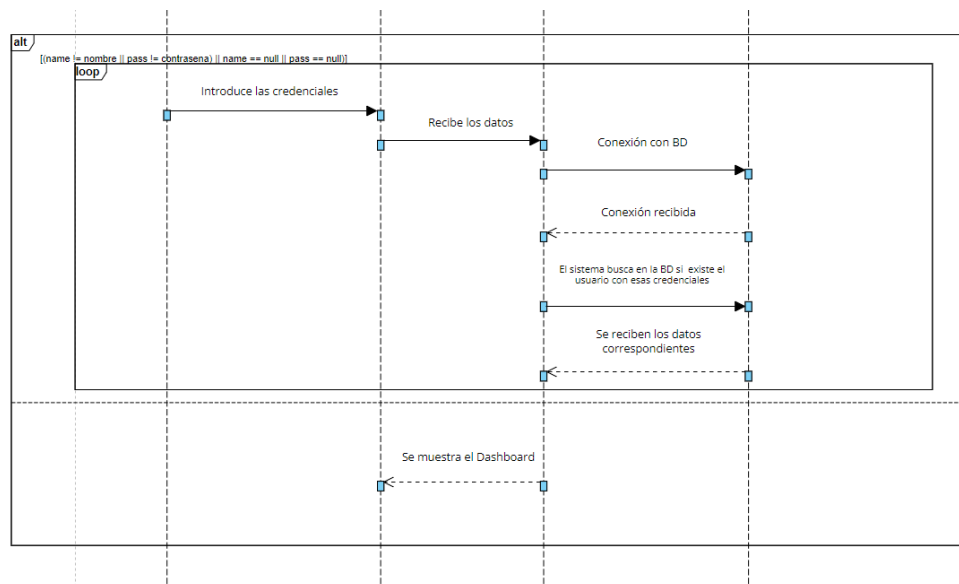 alt
[(name != nombre || pass != contrasena) || name == null || pass == null)]
loop
Introduce las credenciales
Recibe los datos
Conexión con BD
Conexión recibida
El sistema busca en la BD si existe el
usuario con esas credenciales
Se reciben los datos
correspondientes
Se muestra el Dashboard